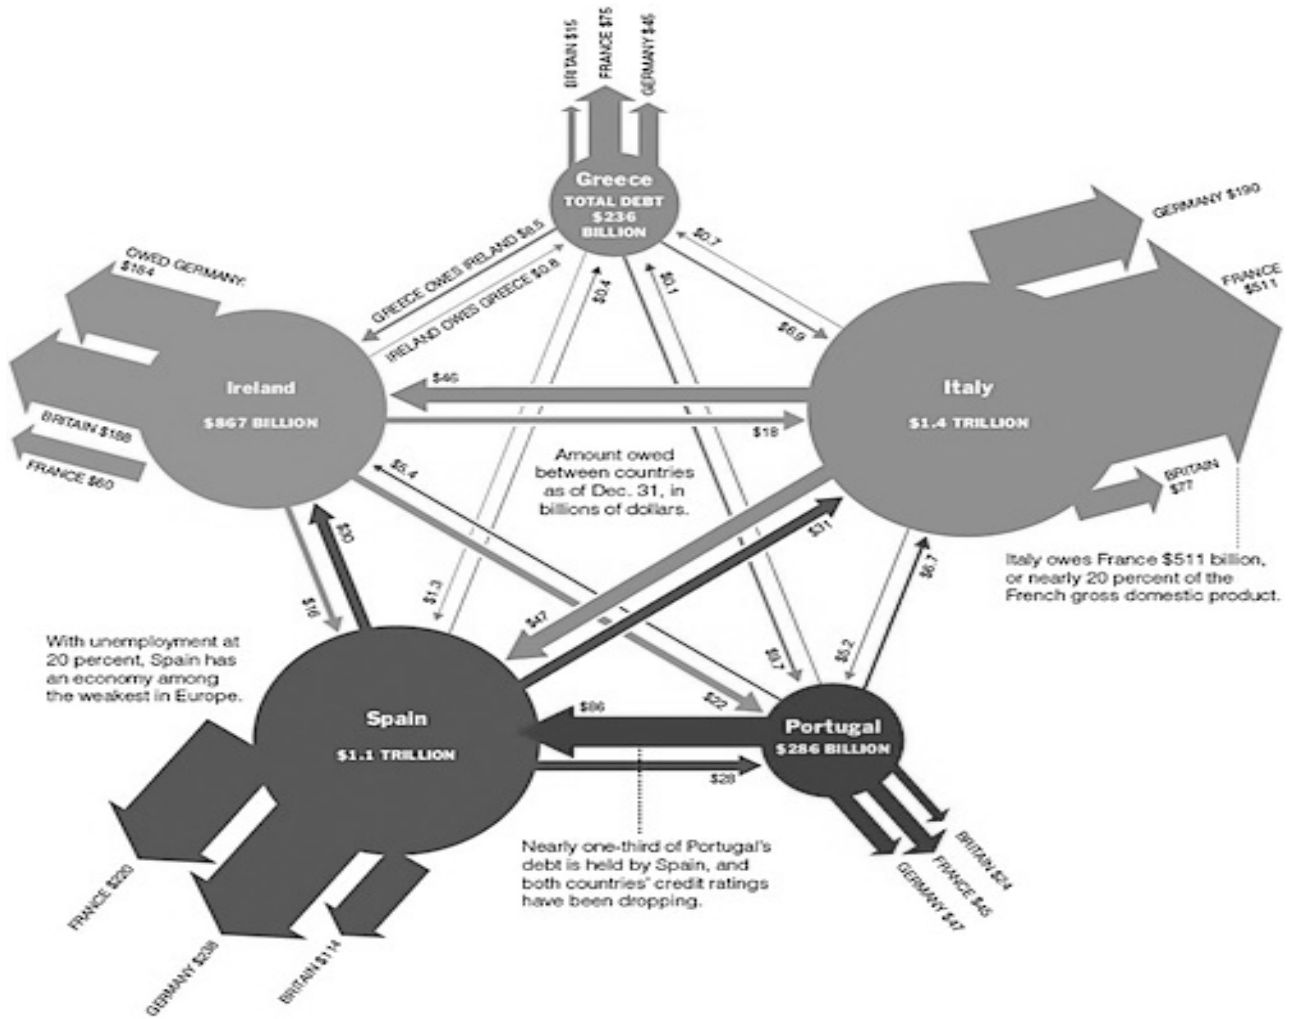 BRITAIN $15
FRANCE $75
GERMANY $45
Greece
TOTAL DEBT
$236
BILLION
GERMANY $190
FRANCE
$511
OWED GERMANY:
$184
GREECE OWES IRELAND $8.5
IRELAND OWES GREECE $0.8
$0.4
$0.1
$0.7
$6.9
Ireland
$867 BILLION
$46
$18
Italy
$1.4 TRILLION
BRITAIN $188
FRANCE $60
$5.4
Amount owed
between countries
as of Dec. 31, in
billions of dollars.
BRITAIN
$77
$30
$16
$1.3
$47
$31
$22
$9.7
$5.2
$6.7
Italy owes France $511 billion,
or nearly 20 percent of the
French gross domestic product.
With unemployment at
20 percent, Spain has
an economy among
the weakest in Europe.
Spain
$1.1 TRILLION
$86
$28
Portugal
$286 BILLION
Nearly one-third of Portugal's
debt is held by Spain, and
both countries' credit ratings
have been dropping.
FRANCE $220
GERMANY $238
BRITAIN $114
BRITAIN $24
FRANCE $45
GERMANY $47